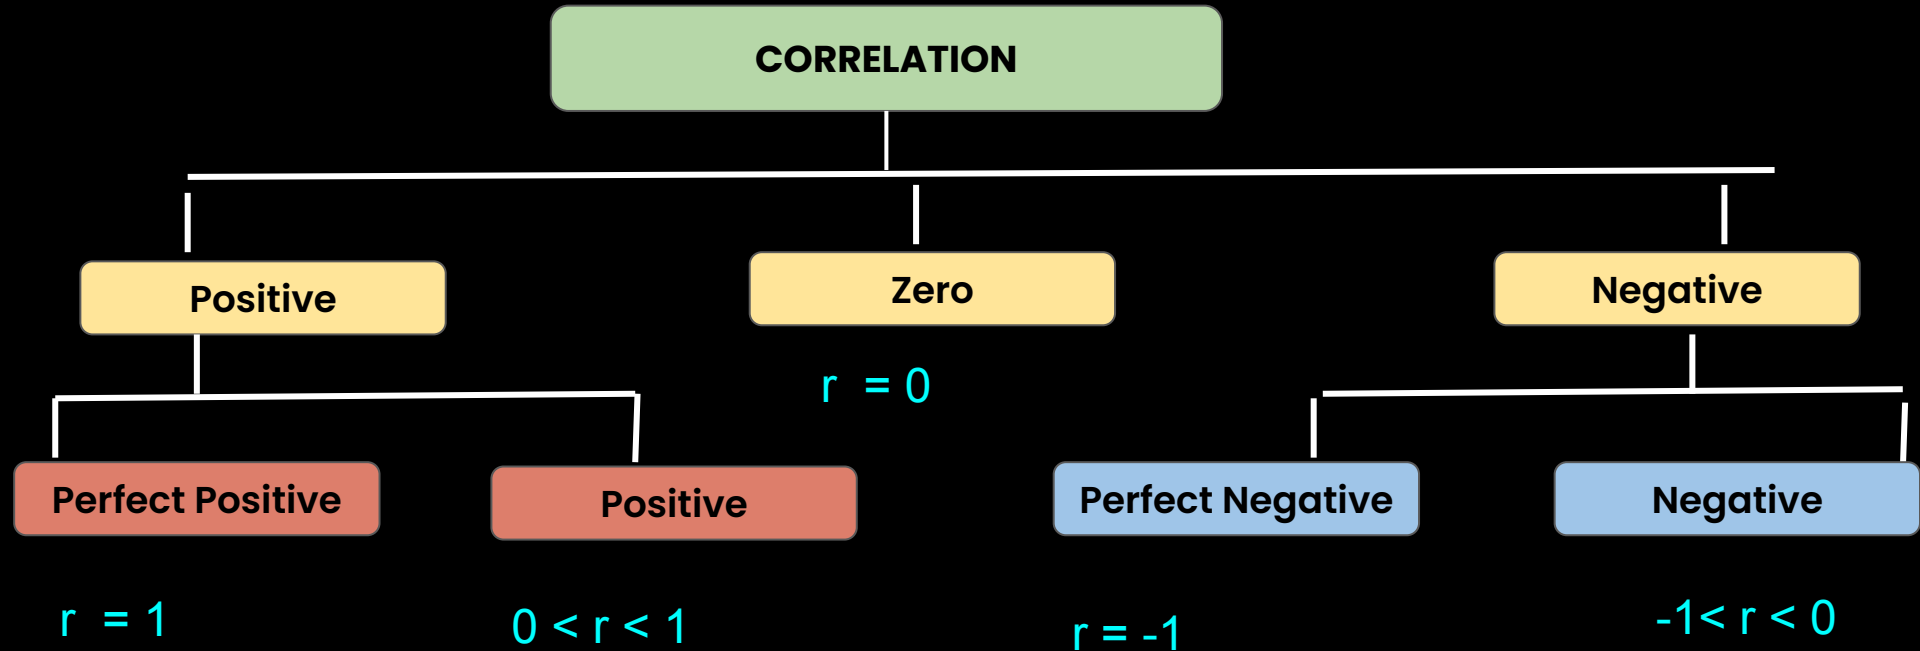 CORRELATION
Positive
Zero
Negative
r = 0
Perfect Positive
Positive
Perfect Negative
Negative
r = 1
0 < r < 1
r = -1
-1< r < 0